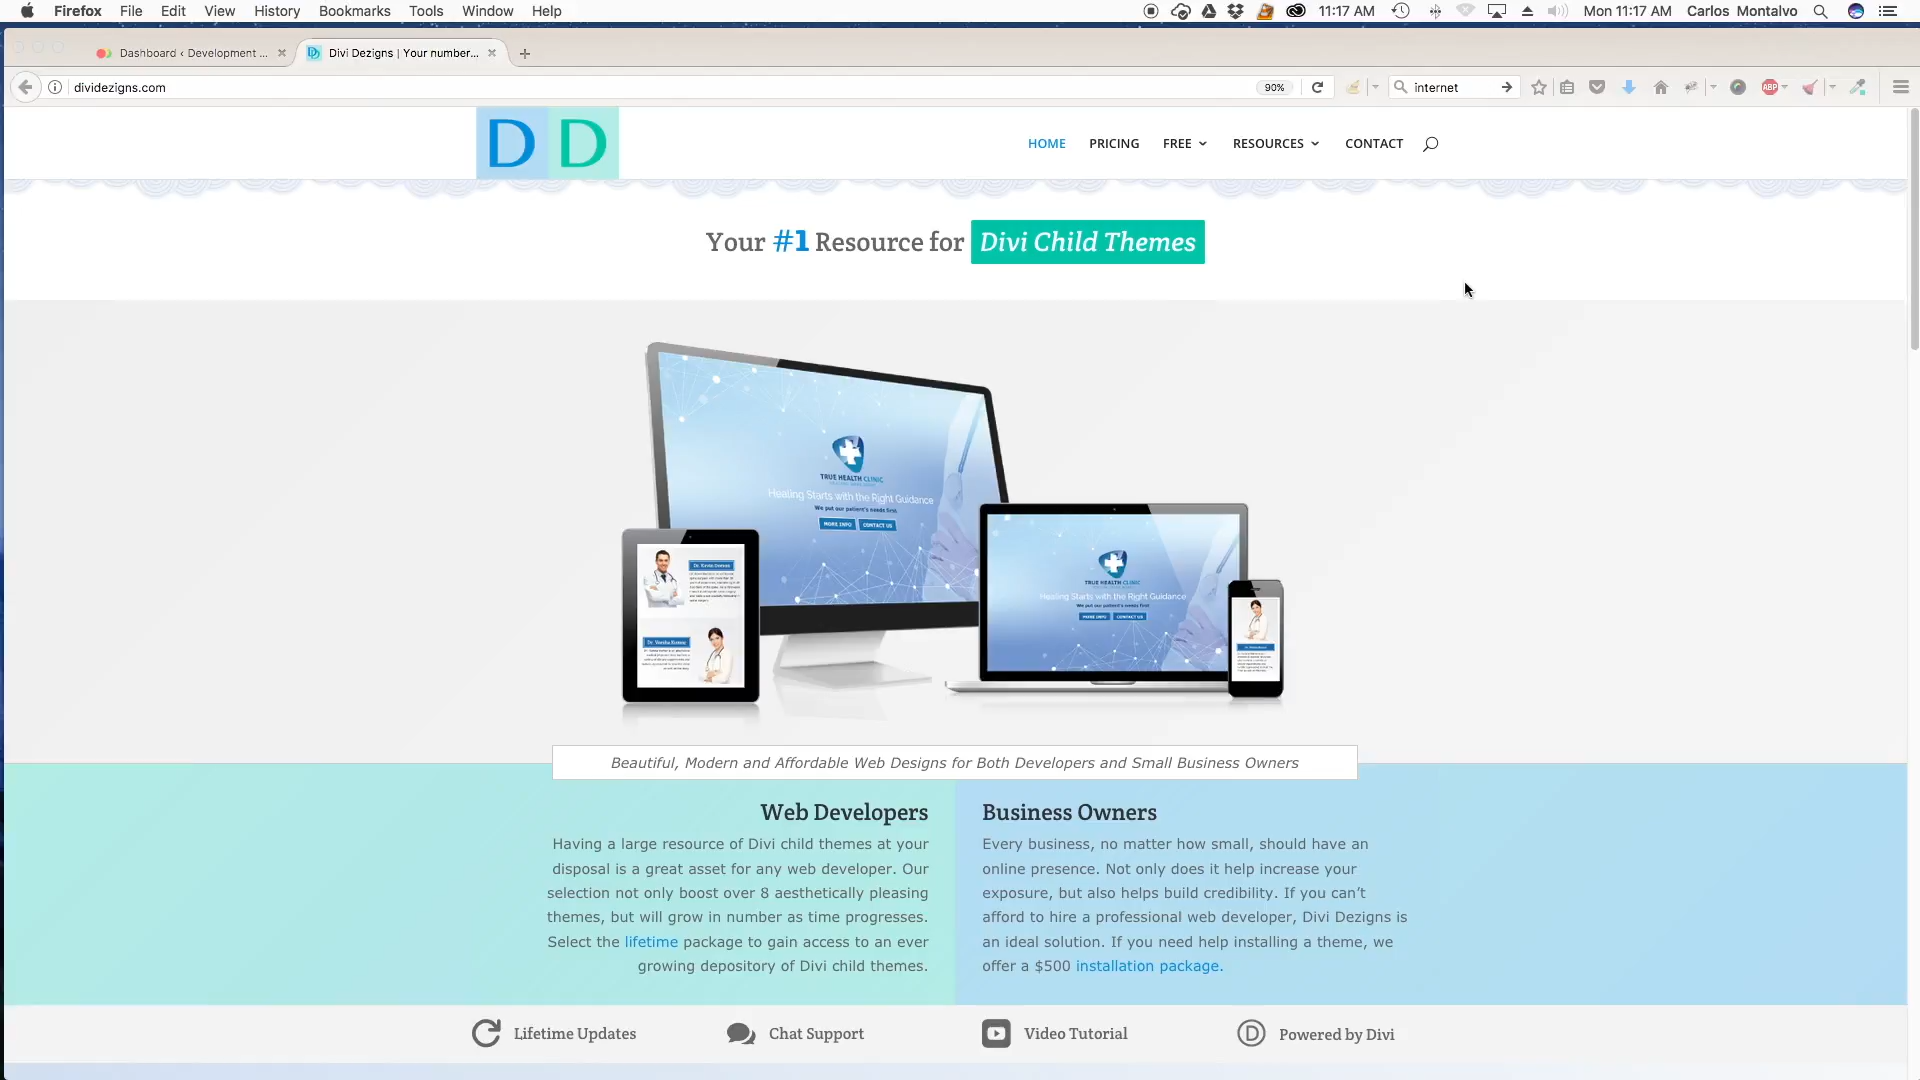 Firefox File Edit View History Bookmarks Tools Window Help 11:17 AM Mon 11:17 AM Carlos Montalvo
Dashboard ‹ Development ... Divi Dezigns | Your number...
dividezigns.com 90% internet ABP
DD HOME PRICING FREE RESOURCES CONTACT
Your #1 Resource for Divi Child Themes
TRUE HEALTH CLINIC
Healing Starts with the Right Guidance
We put our patient's needs first
MORE INFO CONTACT US
TRUE HEALTH CLINIC
Healing Starts with the Right Guidance
We put our patient's needs first
MORE INFO CONTACT US
Beautiful, Modern and Affordable Web Designs for Both Developers and Small Business Owners
Web Developers
Having a large resource of Divi child themes at your
disposal is a great asset for any web developer. Our
selection not only boost over 8 aesthetically pleasing
themes, but will grow in number as time progresses.
Select the lifetime package to gain access to an ever
growing depository of Divi child themes.
Business Owners
Every business, no matter how small, should have an
online presence. Not only does it help increase your
exposure, but also helps build credibility. If you can't
afford to hire a professional web developer, Divi Dezigns is
an ideal solution. If you need help installing a theme, we
offer a $500 installation package.
Lifetime Updates Chat Support Video Tutorial Powered by Divi